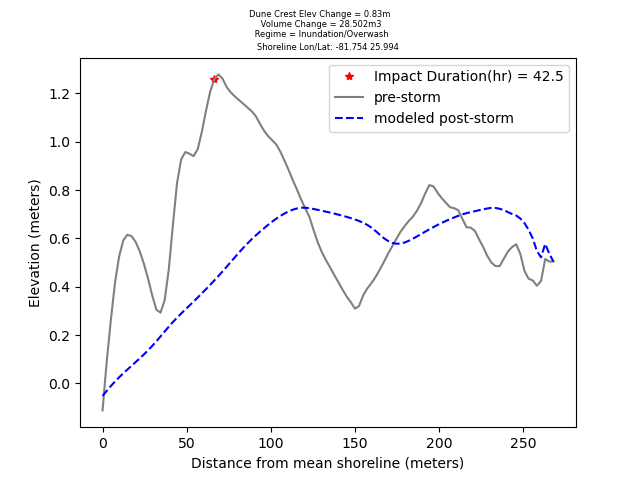 Dune Crest Elev Change = 0.83m
Volume Change = 28.502m3
Regime = Inundation/Overwash
Shoreline Lon/Lat: -81.754 25.994
Impact Duration(hr) = 42.5
pre-storm
modeled post-storm
Elevation (meters)
1.2
1.0
0.8
0.6
0.4
0.2
0.0
0 50 100 150 200 250
Distance from mean shoreline (meters)